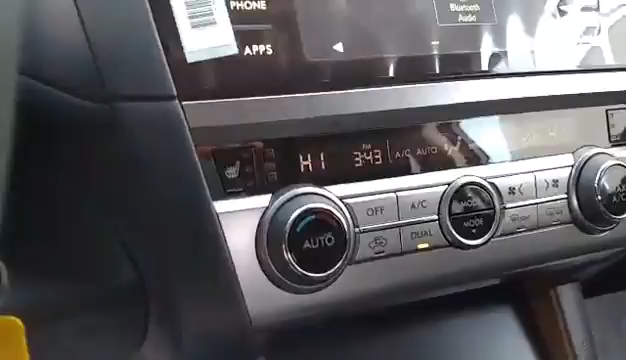 PHONE
Bluetooth
Audio
APPS
HI
PM
3:43
A/C AUTO
OFF
A/C
MODE
MODE
DUAL
AUTO
A/C